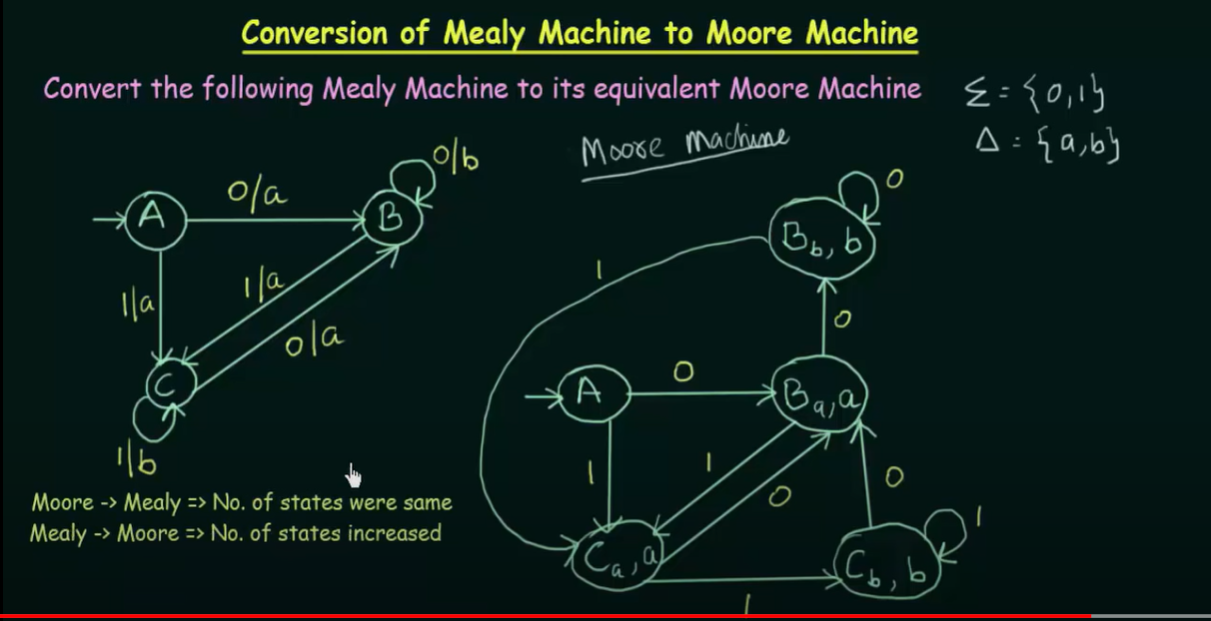 Conversion of Mealy Machine to Moore Machine
Convert the following Mealy Machine to its equivalent Moore Machine
Σ = {0,1}
Δ = {a,b}
Moore Machine
0/b
0/a
A
B
1/a
1/a
0/a
C
1/b
Moore -> Mealy => No. of states were same
Mealy -> Moore => No. of states increased
0
B_b, b
1
0
0
A
B_a, a
1
1
0
0
1
C_a, a
C_b, b
1